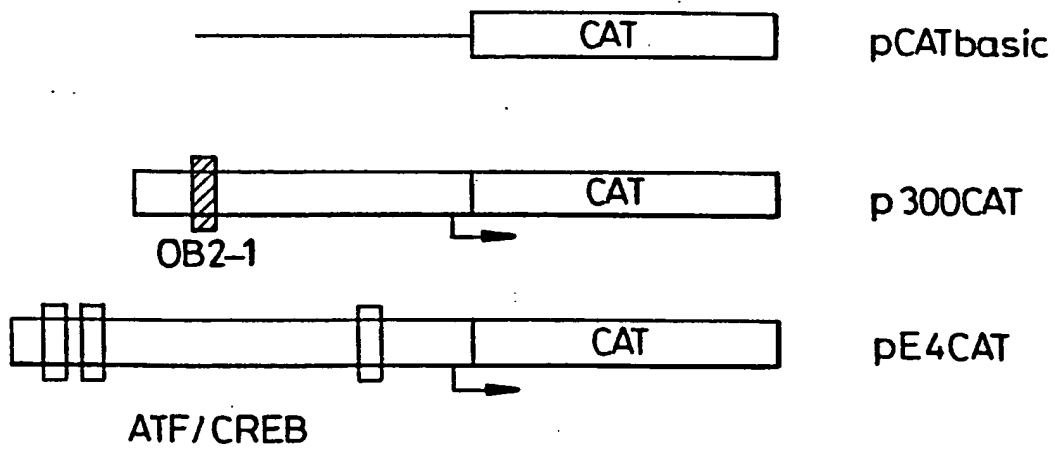 CAT pCATbasic
CAT p300CAT
OB2-1
CAT pE4CAT
ATF/CREB